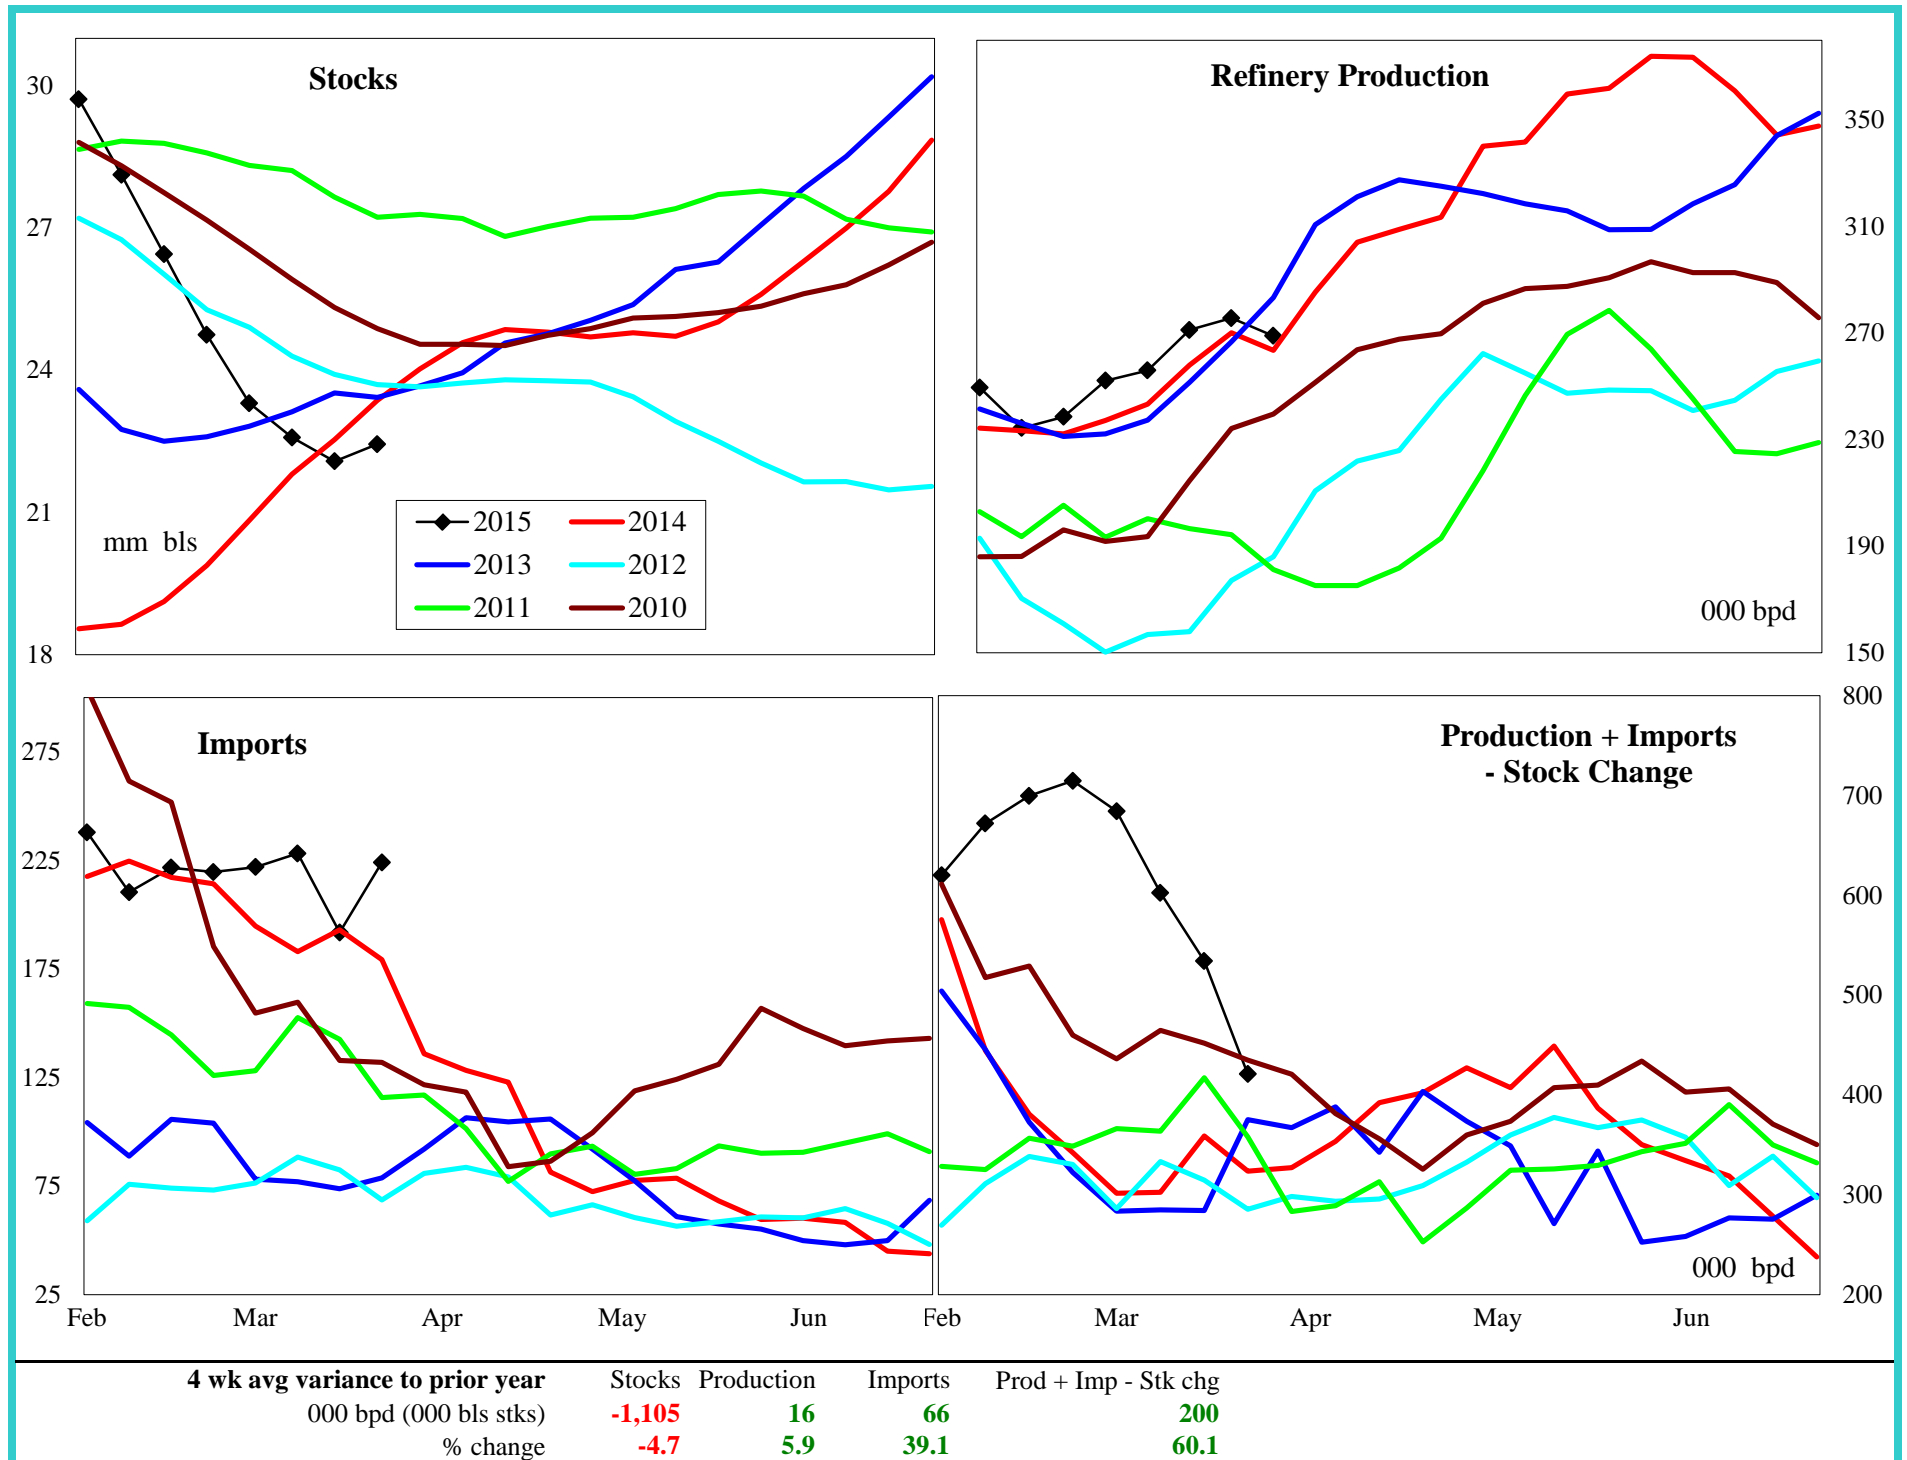 Stocks
30
27
24
21
18
mm bls
2015
2014
2013
2012
2011
2010
Refinery Production
350
310
270
230
190
150
000 bpd
Imports
275
225
175
125
75
25
Feb
Mar
Apr
May
Jun
Production + Imports
- Stock Change
800
700
600
500
400
300
200
000 bpd
Feb
Mar
Apr
May
Jun
4 wk avg variance to prior year Stocks Production Imports Prod + Imp - Stk chg
000 bpd (000 bls stks) -1,105 16 66 200
% change -4.7 5.9 39.1 60.1